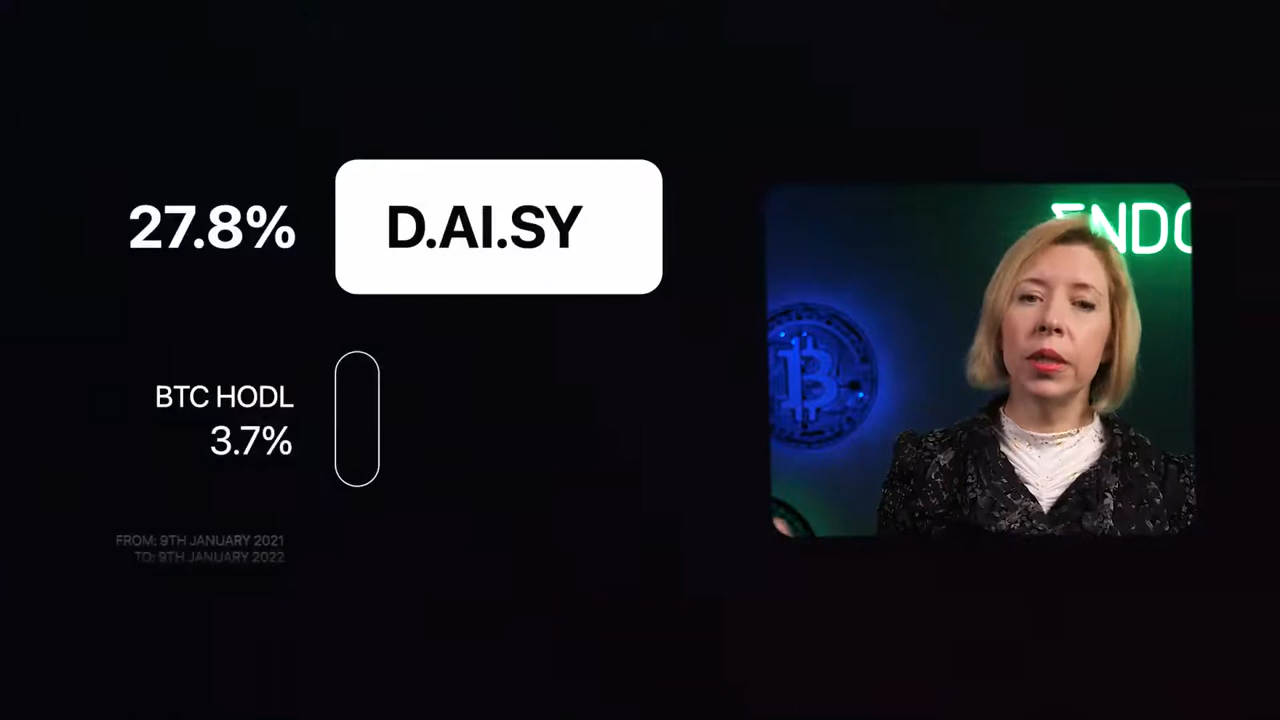 27.8%
D.AI.SY
BTC HODL
3.7%
FROM: 9TH JANUARY 2021
TO: 9TH JANUARY 2022